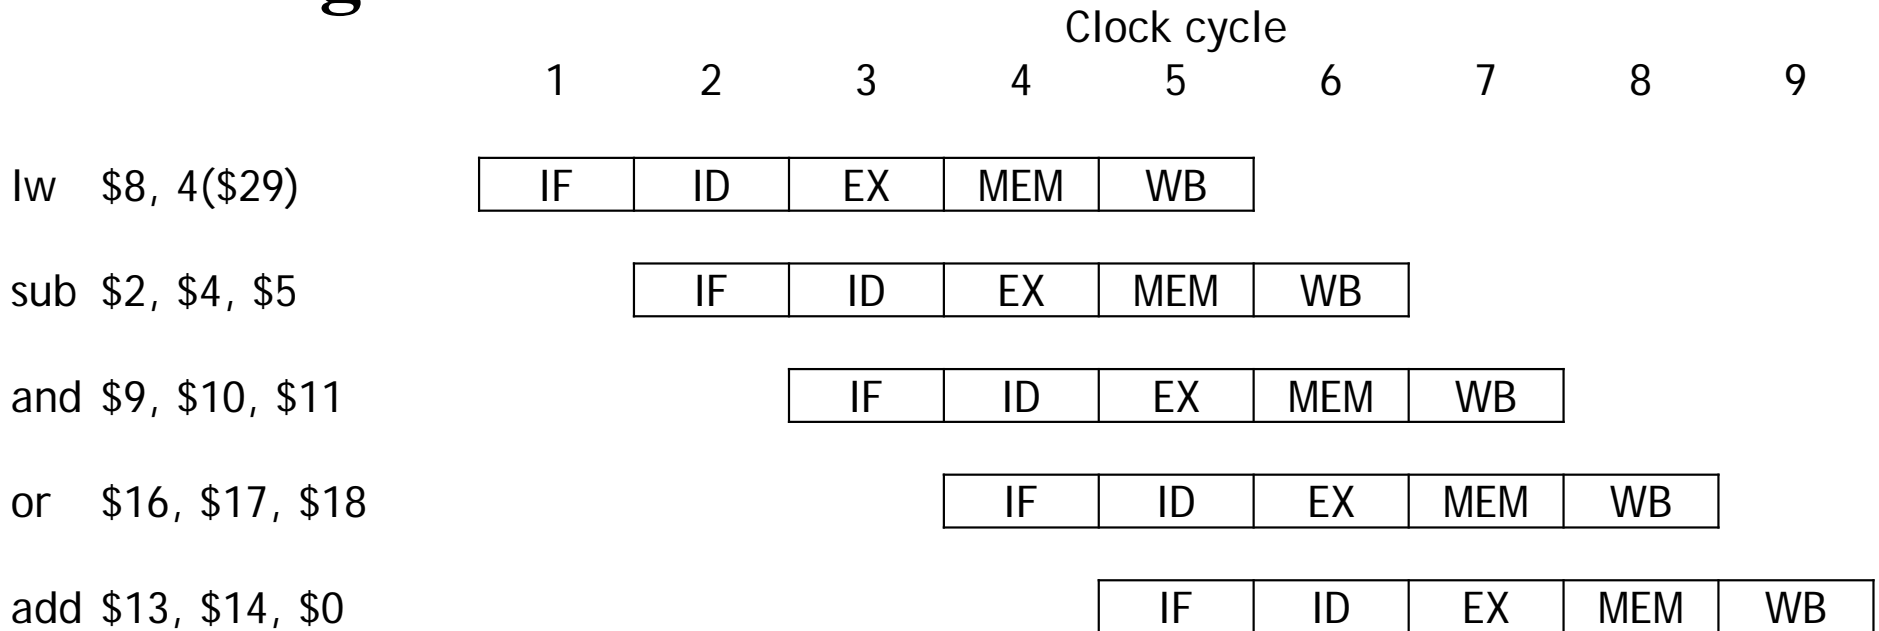 g
Clock cycle
1 2 3 4 5 6 7 8 9
lw $8, 4($29) IF ID EX MEM WB
sub $2, $4, $5 IF ID EX MEM WB
and $9, $10, $11 IF ID EX MEM WB
or $16, $17, $18 IF ID EX MEM WB
add $13, $14, $0 IF ID EX MEM WB